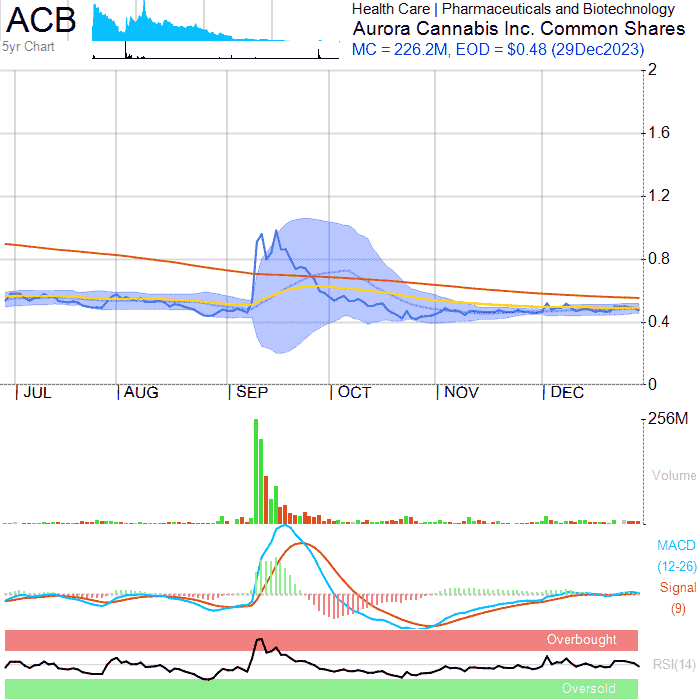 ACB
5yr Chart
Health Care | Pharmaceuticals and Biotechnology
Aurora Cannabis Inc. Common Shares
MC = 226.2M, EOD = $0.48 (29Dec2023)
2
1.6
1.2
0.8
0.4
0
JUL AUG SEP OCT NOV DEC
256M
Volume
MACD
(12-26)
Signal
(9)
Overbought
RSI(14)
Oversold